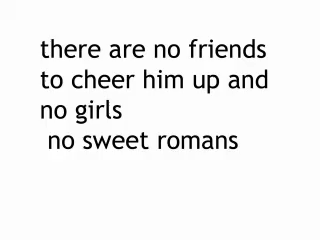 there are no friends
to cheer him up and
no girls
no sweet romans